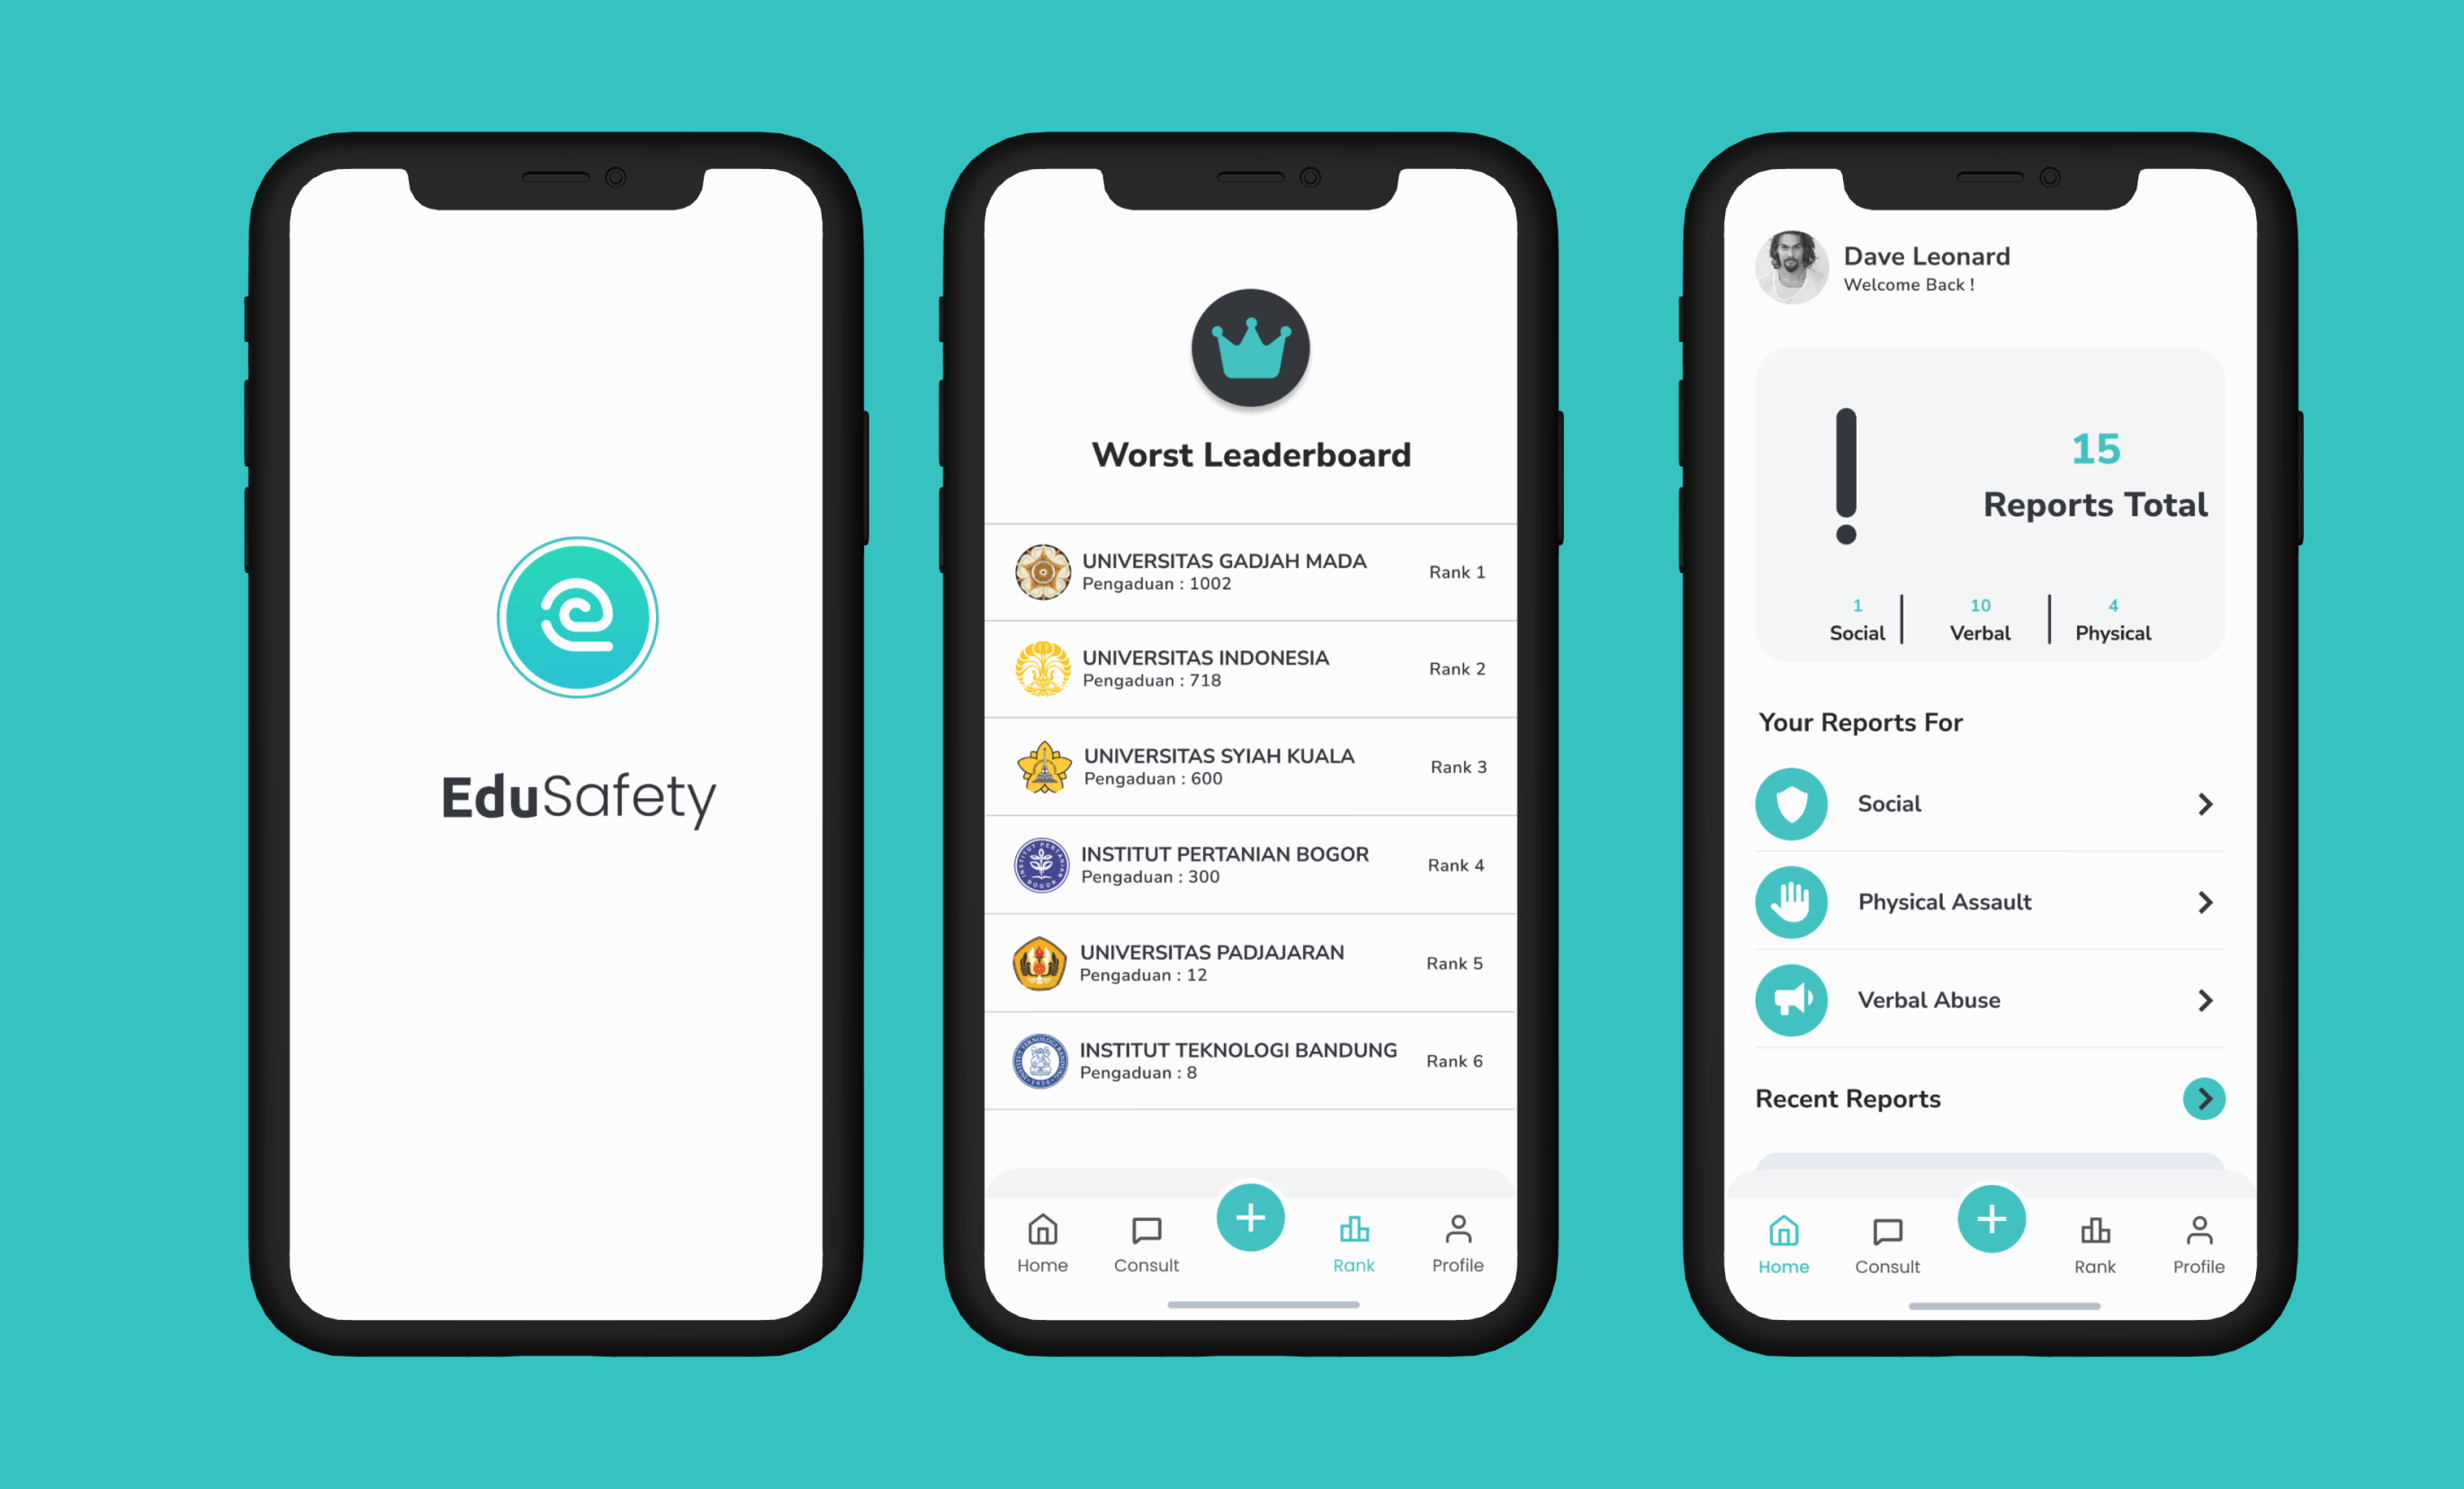 EduSafety
Worst Leaderboard
UNIVERSITAS GADJAH MADA
Pengaduan : 1002
Rank 1
UNIVERSITAS INDONESIA
Pengaduan : 718
Rank 2
UNIVERSITAS SYIAH KUALA
Pengaduan : 600
Rank 3
INSTITUT PERTANIAN BOGOR
Pengaduan : 300
Rank 4
UNIVERSITAS PADJAJARAN
Pengaduan : 12
Rank 5
INSTITUT TEKNOLOGI BANDUNG
Pengaduan : 8
Rank 6
Home
Consult
Rank
Profile
Dave Leonard
Welcome Back !
15
Reports Total
1
Social
10
Verbal
4
Physical
Your Reports For
Social
Physical Assault
Verbal Abuse
Recent Reports
Home
Consult
Rank
Profile